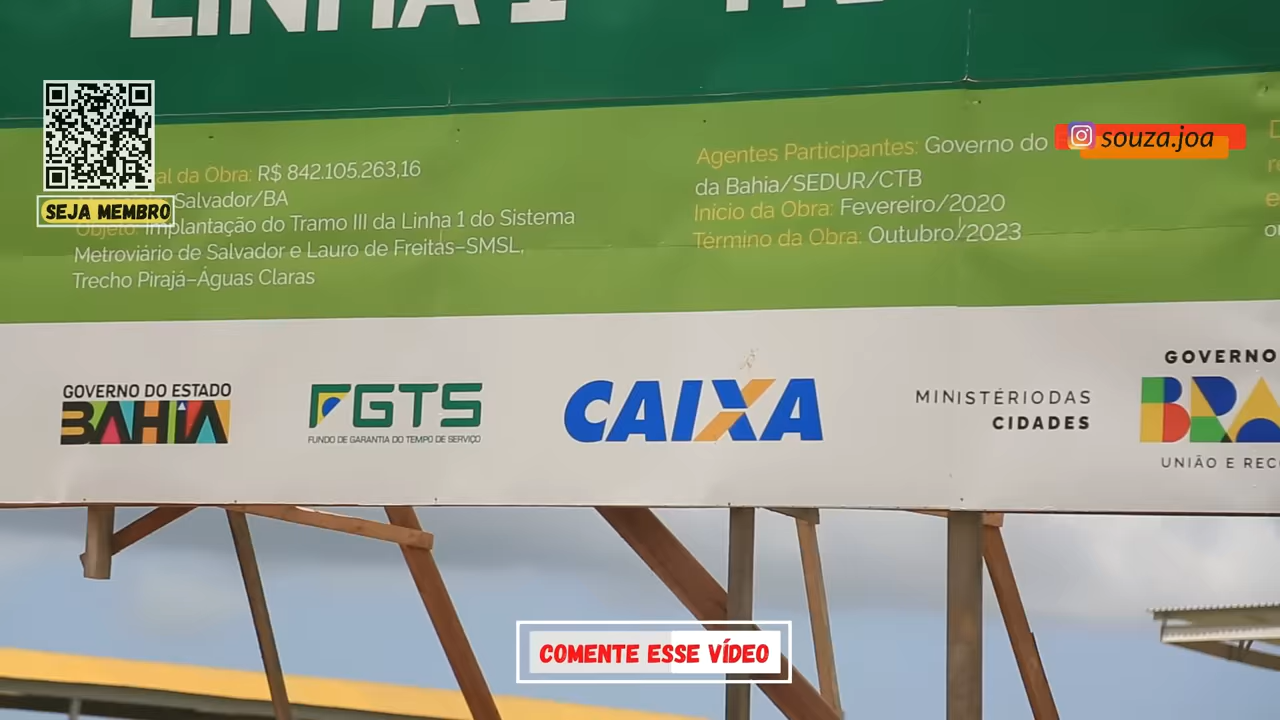 LINHA 1
SEJA MEMBRO
al da Obra: R$ 842.105.263,16
Salvador/BA
Objeto: Implantação do Tramo III da Linha 1 do Sistema
Metroviário de Salvador e Lauro de Freitas–SMSL,
Trecho Pirajá–Águas Claras
Agentes Participantes: Governo do
da Bahia/SEDUR/CTB
Início da Obra: Fevereiro/2020
Término da Obra: Outubro/2023
souza.joa
GOVERNO DO ESTADO
BAHIA
FGTS
FUNDO DE GARANTIA DO TEMPO DE SERVIÇO
CAIXA
MINISTÉRIO DAS
CIDADES
GOVERNO
BRA
UNIÃO E REC
COMENTE ESSE VÍDEO